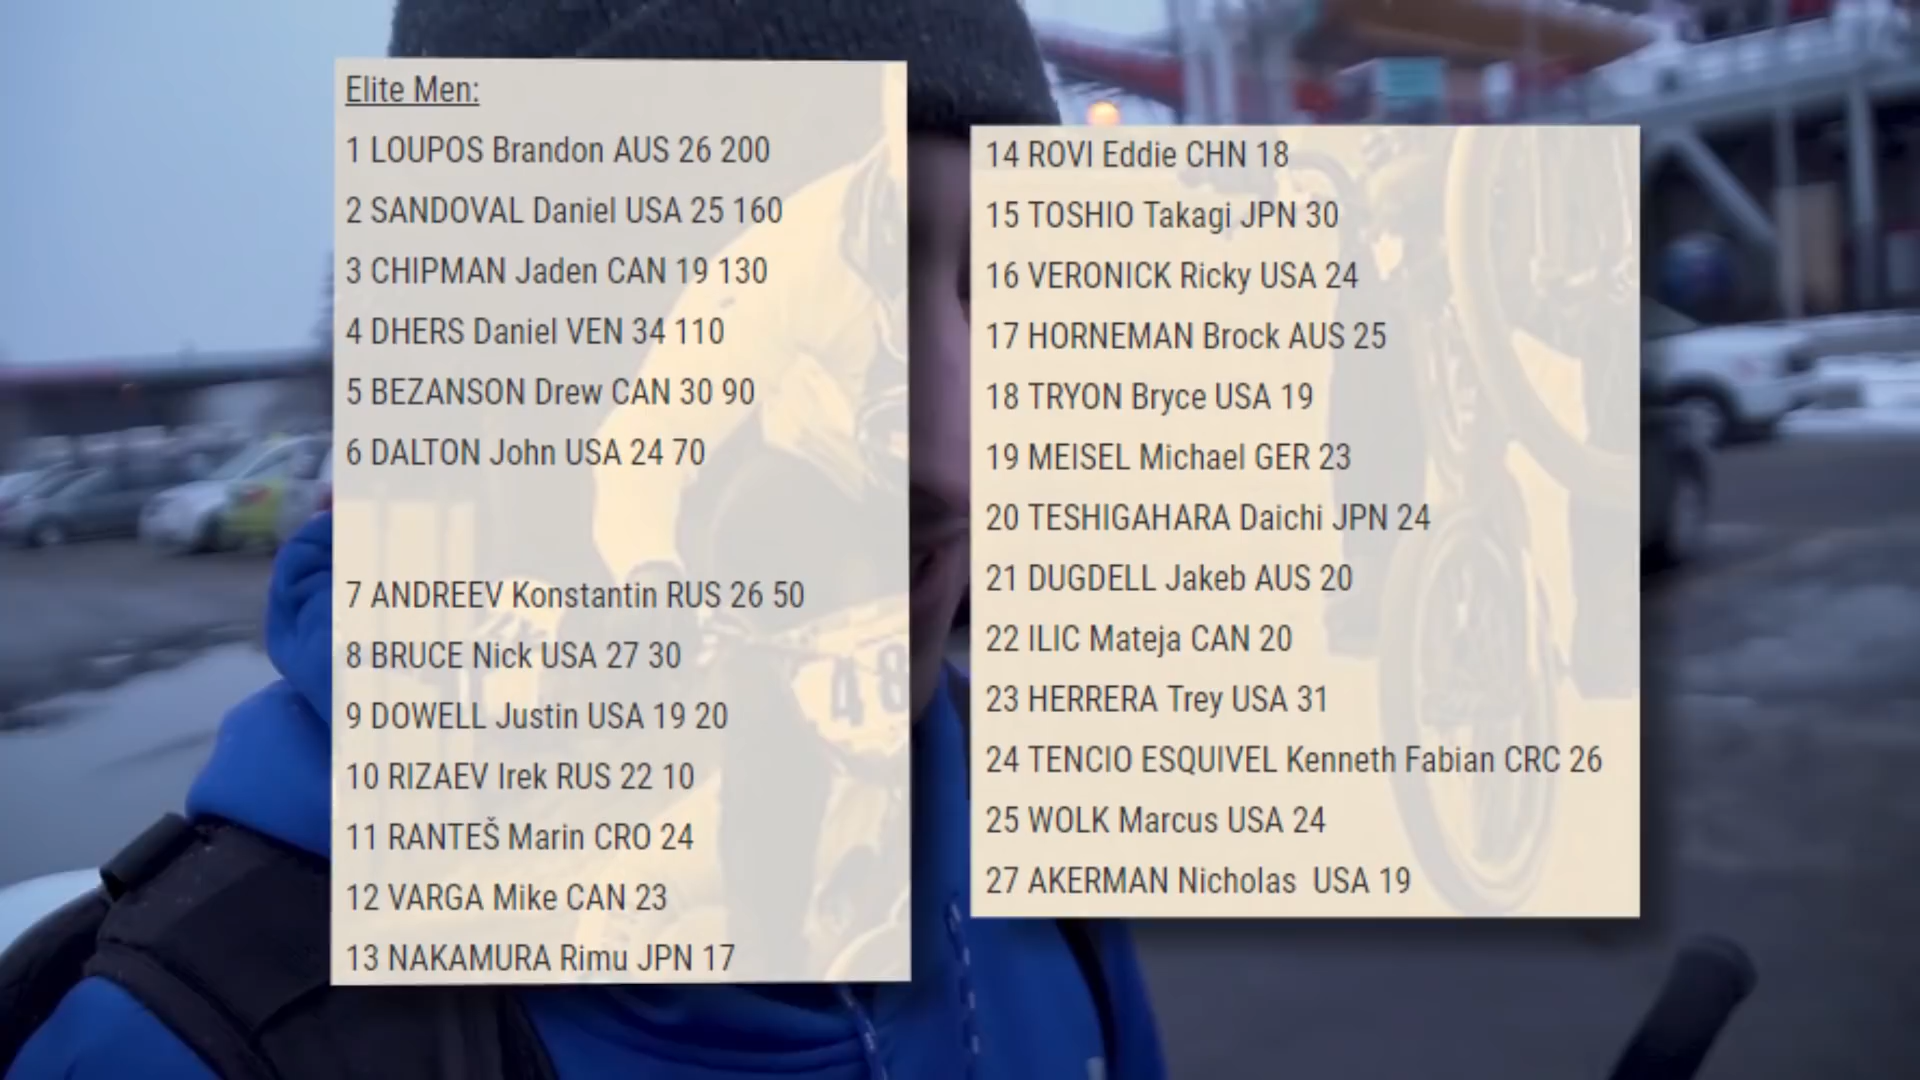 Elite Men:
1 LOUPOS Brandon AUS 26 200
2 SANDOVAL Daniel USA 25 160
3 CHIPMAN Jaden CAN 19 130
4 DHERS Daniel VEN 34 110
5 BEZANSON Drew CAN 30 90
6 DALTON John USA 24 70
7 ANDREEV Konstantin RUS 26 50
8 BRUCE Nick USA 27 30
9 DOWELL Justin USA 19 20
10 RIZAEV Irek RUS 22 10
11 RANTEŠ Marin CRO 24
12 VARGA Mike CAN 23
13 NAKAMURA Rimu JPN 17
48
14 ROVI Eddie CHN 18
15 TOSHIO Takagi JPN 30
16 VERONICK Ricky USA 24
17 HORNEMAN Brock AUS 25
18 TRYON Bryce USA 19
19 MEISEL Michael GER 23
20 TESHIGAHARA Daichi JPN 24
21 DUGDELL Jakeb AUS 20
22 ILIC Mateja CAN 20
23 HERRERA Trey USA 31
24 TENCIO ESQUIVEL Kenneth Fabian CRC 26
25 WOLK Marcus USA 24
27 AKERMAN Nicholas USA 19